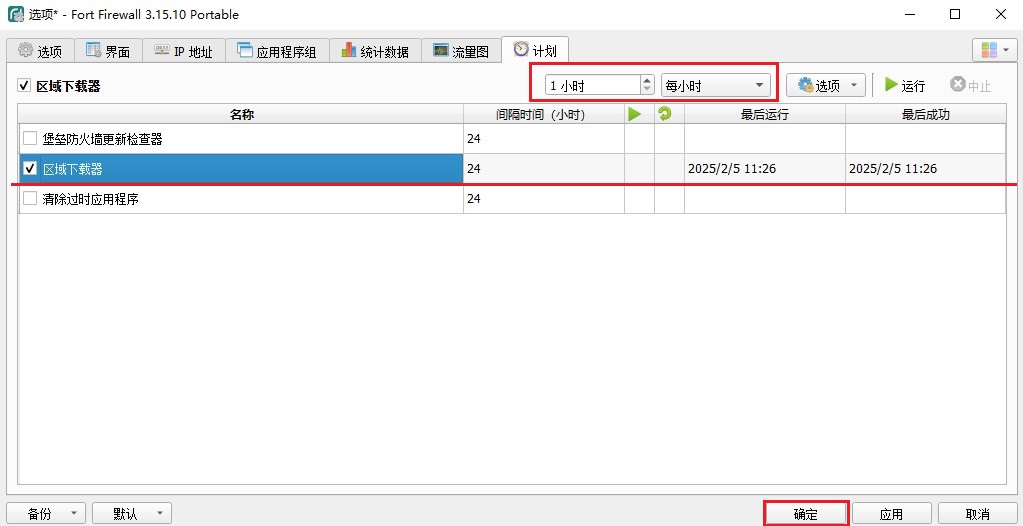 选项* - Fort Firewall 3.15.10 Portable
选项 界面 IP 地址 应用程序组 统计数据 流量图 计划
区域下载器 1 小时 每小时 选项 运行 中止
名称 间隔时间（小时） 最后运行 最后成功
堡垒防火墙更新检查器 24
区域下载器 24 2025/2/5 11:26 2025/2/5 11:26
清除过时应用程序 24
备份 默认 确定 应用 取消